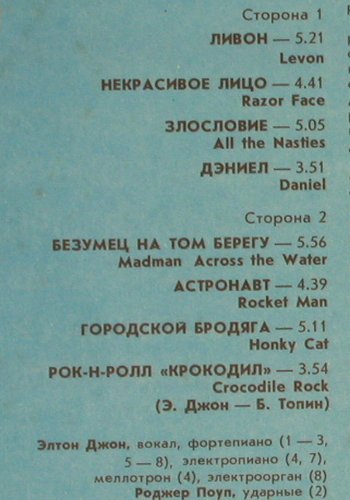 Сторона 1
ЛИВОН — 5.21
Levon
НЕКРАСИВОЕ ЛИЦО — 4.41
Razor Face
ЗЛОСЛОВИЕ — 5.05
All the Nasties
ДЭНИЕЛ — 3.51
Daniel
Сторона 2
БЕЗУМЕЦ НА ТОМ БЕРЕГУ — 5.56
Madman Across the Water
АСТРОНАВТ — 4.39
Rocket Man
ГОРОДСКОЙ БРОДЯГА — 5.11
Honky Cat
РОК-Н-РОЛЛ «КРОКОДИЛ» — 3.54
Crocodile Rock
(Э. Джон — Б. Топин)
Элтон Джон, вокал, фортепиано (1 — 3,
5 — 8), электропиано (4, 7),
меллотрон (4), электроорган (8)
Роджер Поуп, ударные (2)